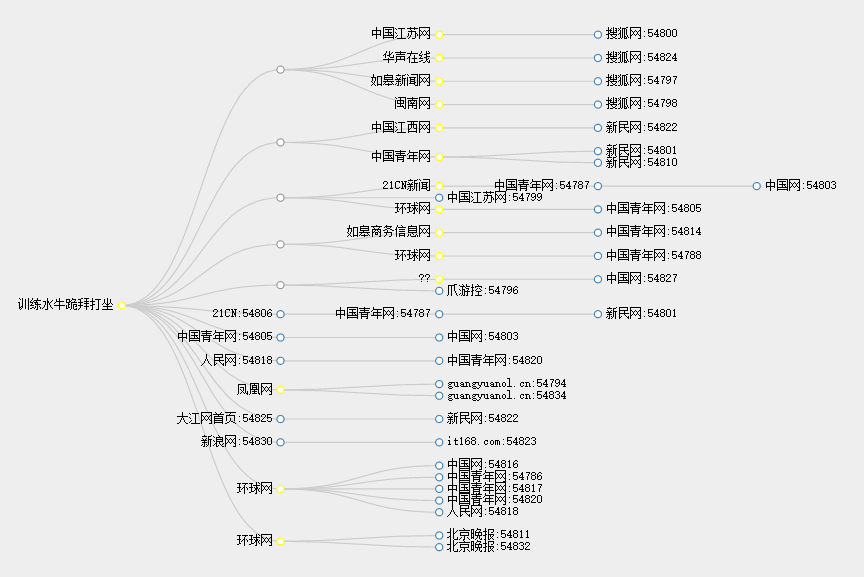 中国江苏网
搜狐网:54800
华声在线
搜狐网:54824
如皋新闻网
搜狐网:54797
闽南网
搜狐网:54798
中国江西网
新民网:54822
新民网:54801
中国青年网
新民网:54810
21CN新闻
中国青年网:54787
中国网:54803
中国江苏网:54799
环球网
中国青年网:54805
如皋商务信息网
中国青年网:54814
环球网
中国青年网:54788
??
中国网:54827
爪游控:54796
训练水牛跪拜打坐
21CN:54806
中国青年网:54787
新民网:54801
中国青年网:54805
中国网:54803
人民网:54818
中国青年网:54820
凤凰网
guangyuanol.cn:54794
guangyuanol.cn:54834
大江网首页:54825
新民网:54822
新浪网:54830
it168.com:54823
中国网:54816
中国青年网:54786
环球网
中国青年网:54817
中国青年网:54820
人民网:54818
北京晚报:54811
环球网
北京晚报:54832